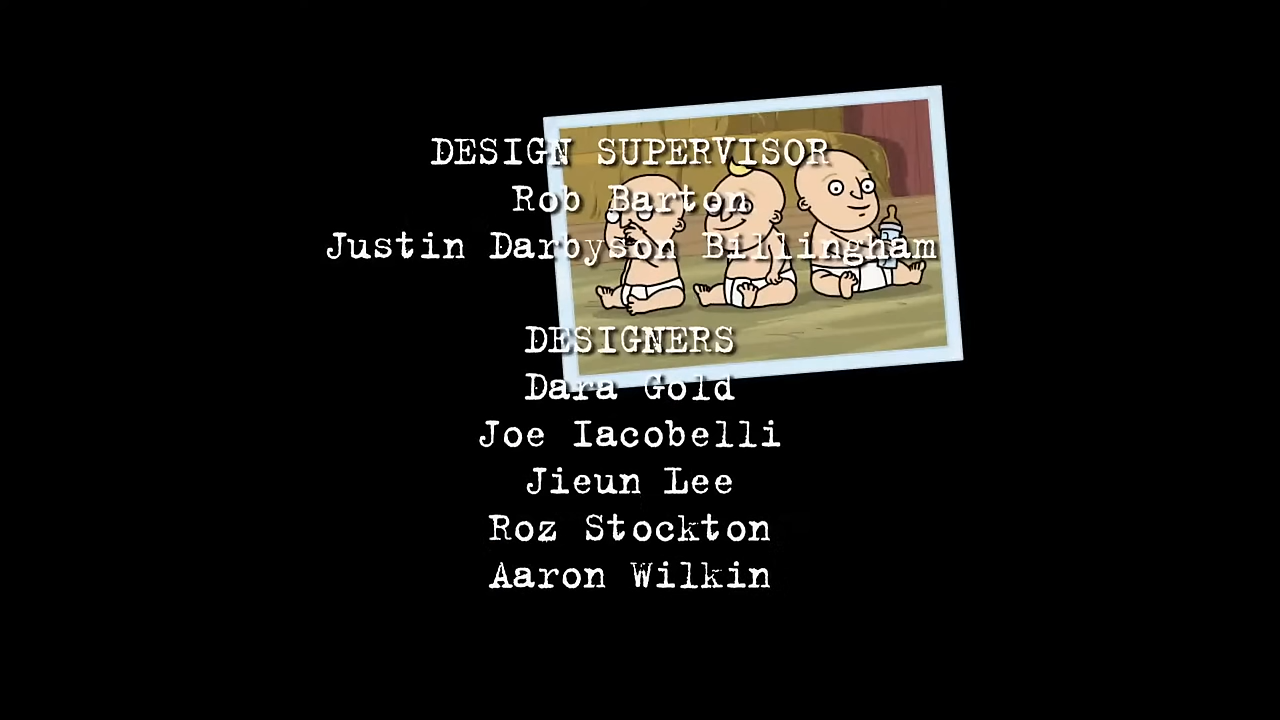 DESIGN SUPERVISOR
Rob Barton
Justin Darbyson Billingham
DESIGNERS
Dara Gold
Joe Iacobelli
Jieun Lee
Roz Stockton
Aaron Wilkin